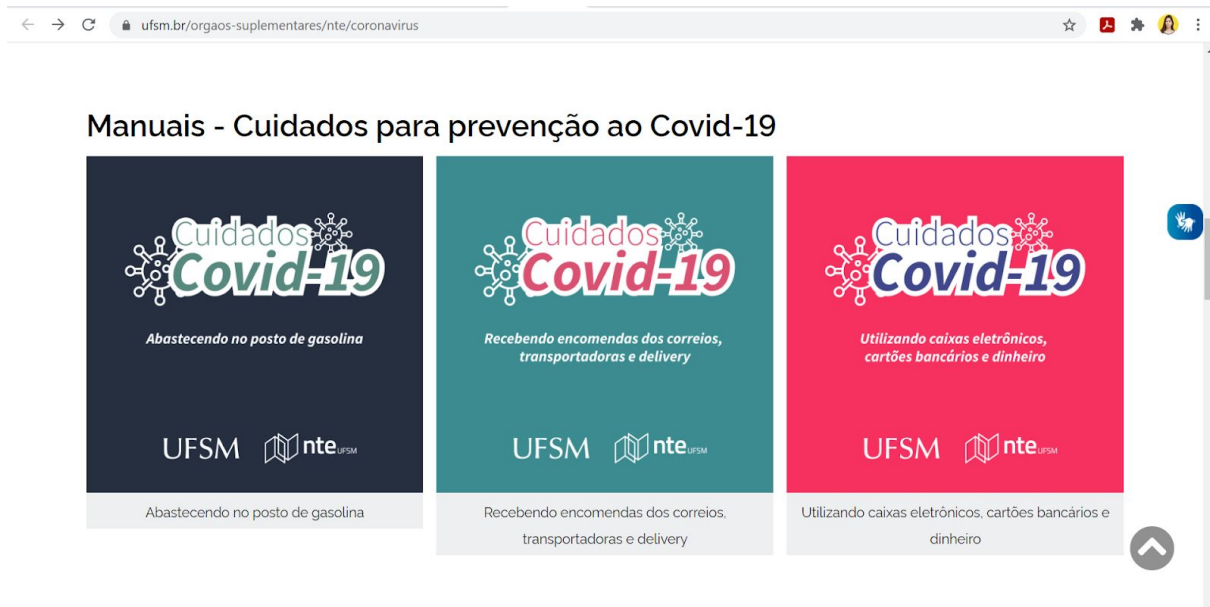 ufsm.br/orgaos-suplementares/nte/coronavirus
Manuais - Cuidados para prevenção ao Covid-19
Cuidados
Covid-19
Abastecendo no posto de gasolina
UFSM nte UFSM
Abastecendo no posto de gasolina
Cuidados
Covid-19
Recebendo encomendas dos correios,
transportadoras e delivery
UFSM nte UFSM
Recebendo encomendas dos correios,
transportadoras e delivery
Cuidados
Covid-19
Utilizando caixas eletrônicos,
cartões bancários e dinheiro
UFSM nte UFSM
Utilizando caixas eletrônicos, cartões bancários e
dinheiro